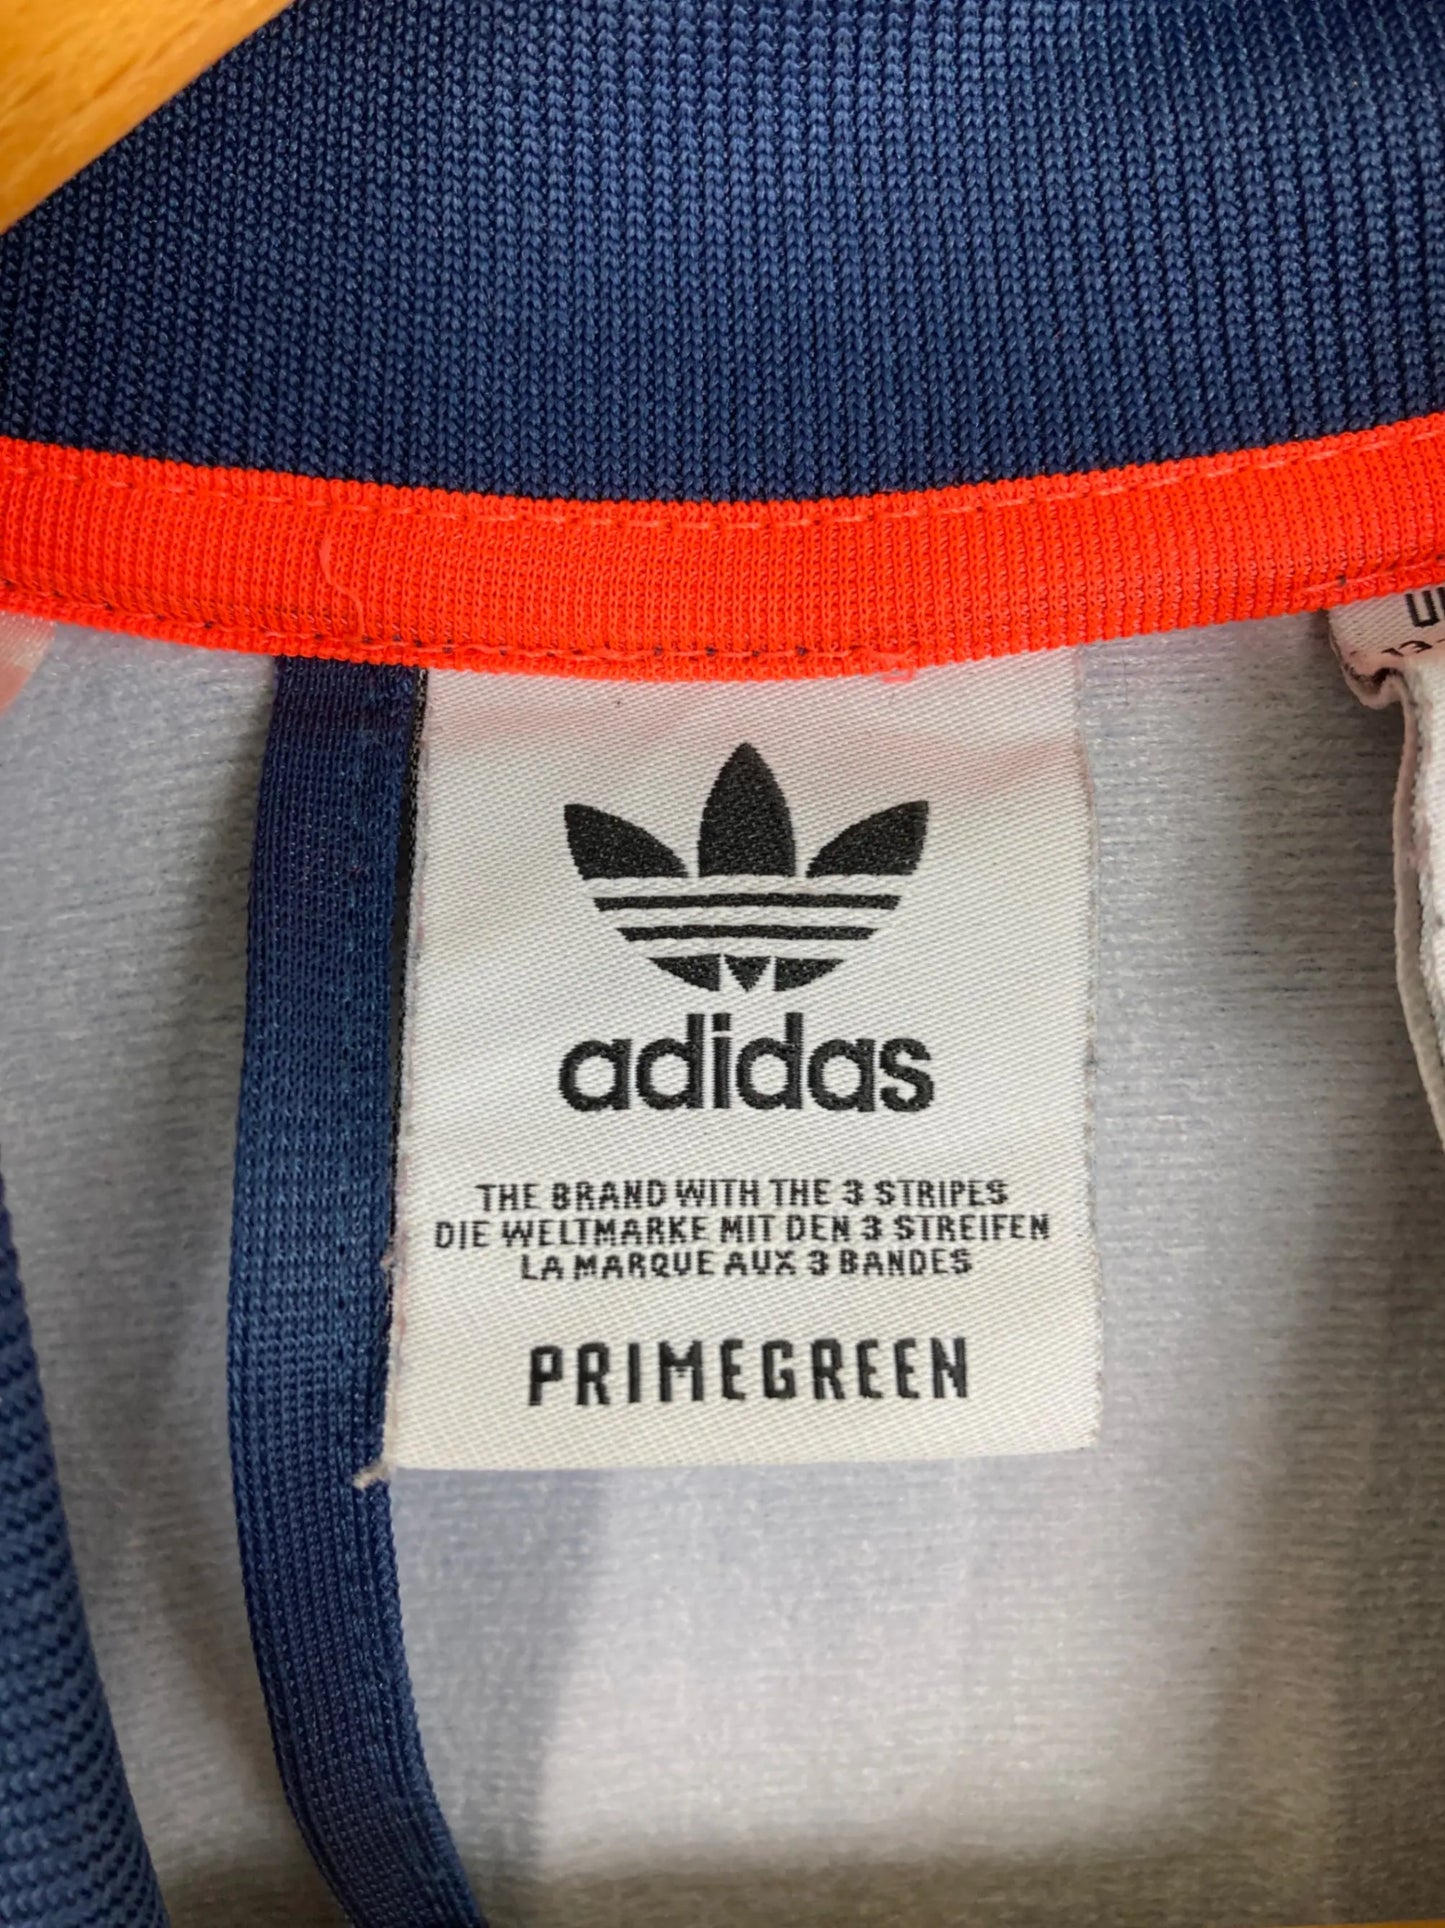 adidas
THE BRAND WITH THE 3 STRIPES
DIE WELTMARKE MIT DEN 3 STREIFEN
LA MARQUE AUX 3 BANDES
PRIMEGREEN